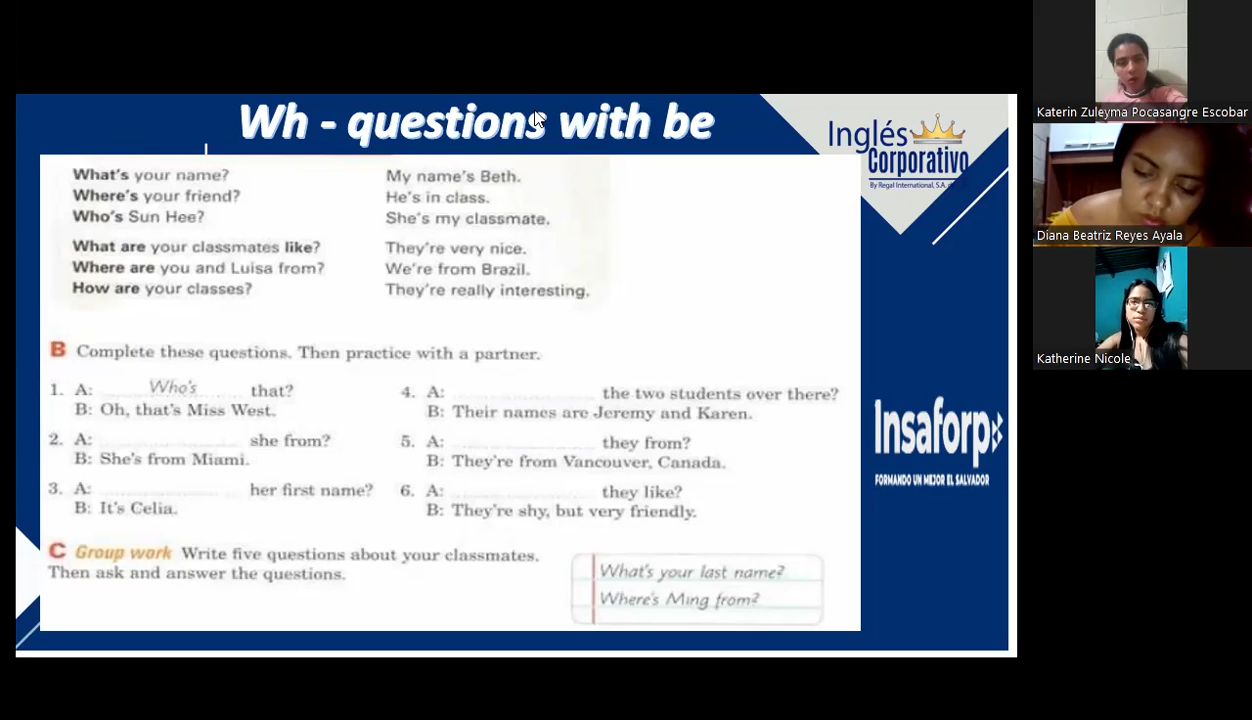 Wh - questions with be
Inglés
Corporativo
By Regal International, S.A.
What's your name? My name's Beth.
Where's your friend? He's in class.
Who's Sun Hee? She's my classmate.
What are your classmates like? They're very nice.
Where are you and Luisa from? We're from Brazil.
How are your classes? They're really interesting.
B Complete these questions. Then practice with a partner.
1. A: Who's that?
B: Oh, that's Miss West.
2. A: she from?
B: She's from Miami.
3. A: her first name?
B: It's Celia.
4. A: the two students over there?
B: Their names are Jeremy and Karen.
5. A: they from?
B: They're from Vancouver, Canada.
6. A: they like?
B: They're shy, but very friendly.
C Group work Write five questions about your classmates.
Then ask and answer the questions.
What's your last name?
Where's Ming from?
Insaforp
FORMANDO UN MEJOR EL SALVADOR
Katerin Zuleyma Pocasangre Escobar
Diana Beatriz Reyes Ayala
Katherine Nicole